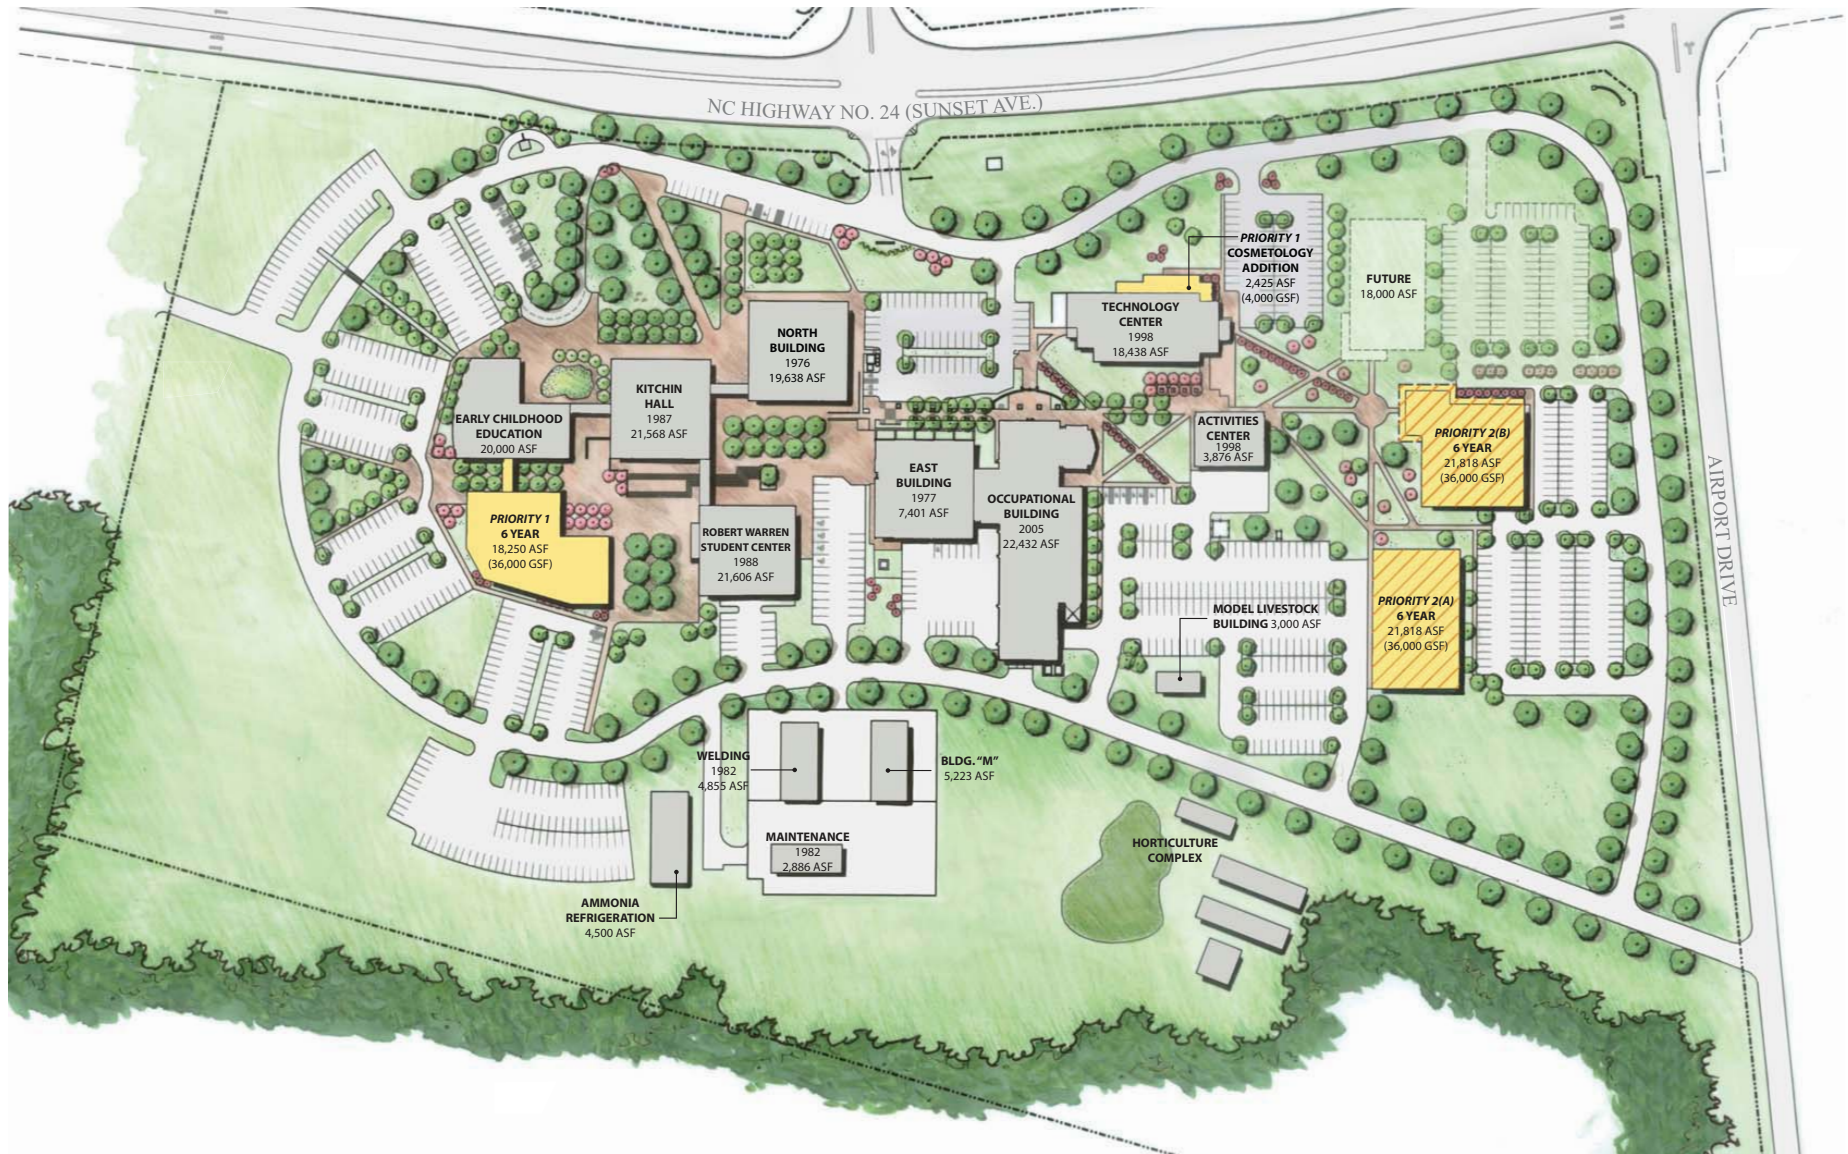 NC HIGHWAY NO. 24 (SUNSET AVE.)
PRIORITY 1
COSMETOLOGY
ADDITION
2,425 ASF
(4,000 GSF)
FUTURE
18,000 ASF
TECHNOLOGY
CENTER
1998
18,438 ASF
NORTH
BUILDING
1976
19,638 ASF
KITCHIN
HALL
1987
21,568 ASF
EARLY CHILDHOOD
EDUCATION
20,000 ASF
ACTIVITIES
CENTER
1998
3,876 ASF
PRIORITY 2(B)
6 YEAR
21,818 ASF
(36,000 GSF)
AIRPORT DRIVE
EAST
BUILDING
1977
7,401 ASF
OCCUPATIONAL
BUILDING
2005
22,432 ASF
PRIORITY 1
6 YEAR
18,250 ASF
(36,000 GSF)
ROBERT WARREN
STUDENT CENTER
1988
21,606 ASF
MODEL LIVESTOCK
BUILDING 3,000 ASF
PRIORITY 2(A)
6 YEAR
21,818 ASF
(36,000 GSF)
WELDING
1982
4,855 ASF
BLDG. "M"
5,223 ASF
MAINTENANCE
1982
2,886 ASF
HORTICULTURE
COMPLEX
AMMONIA
REFRIGERATION
4,500 ASF